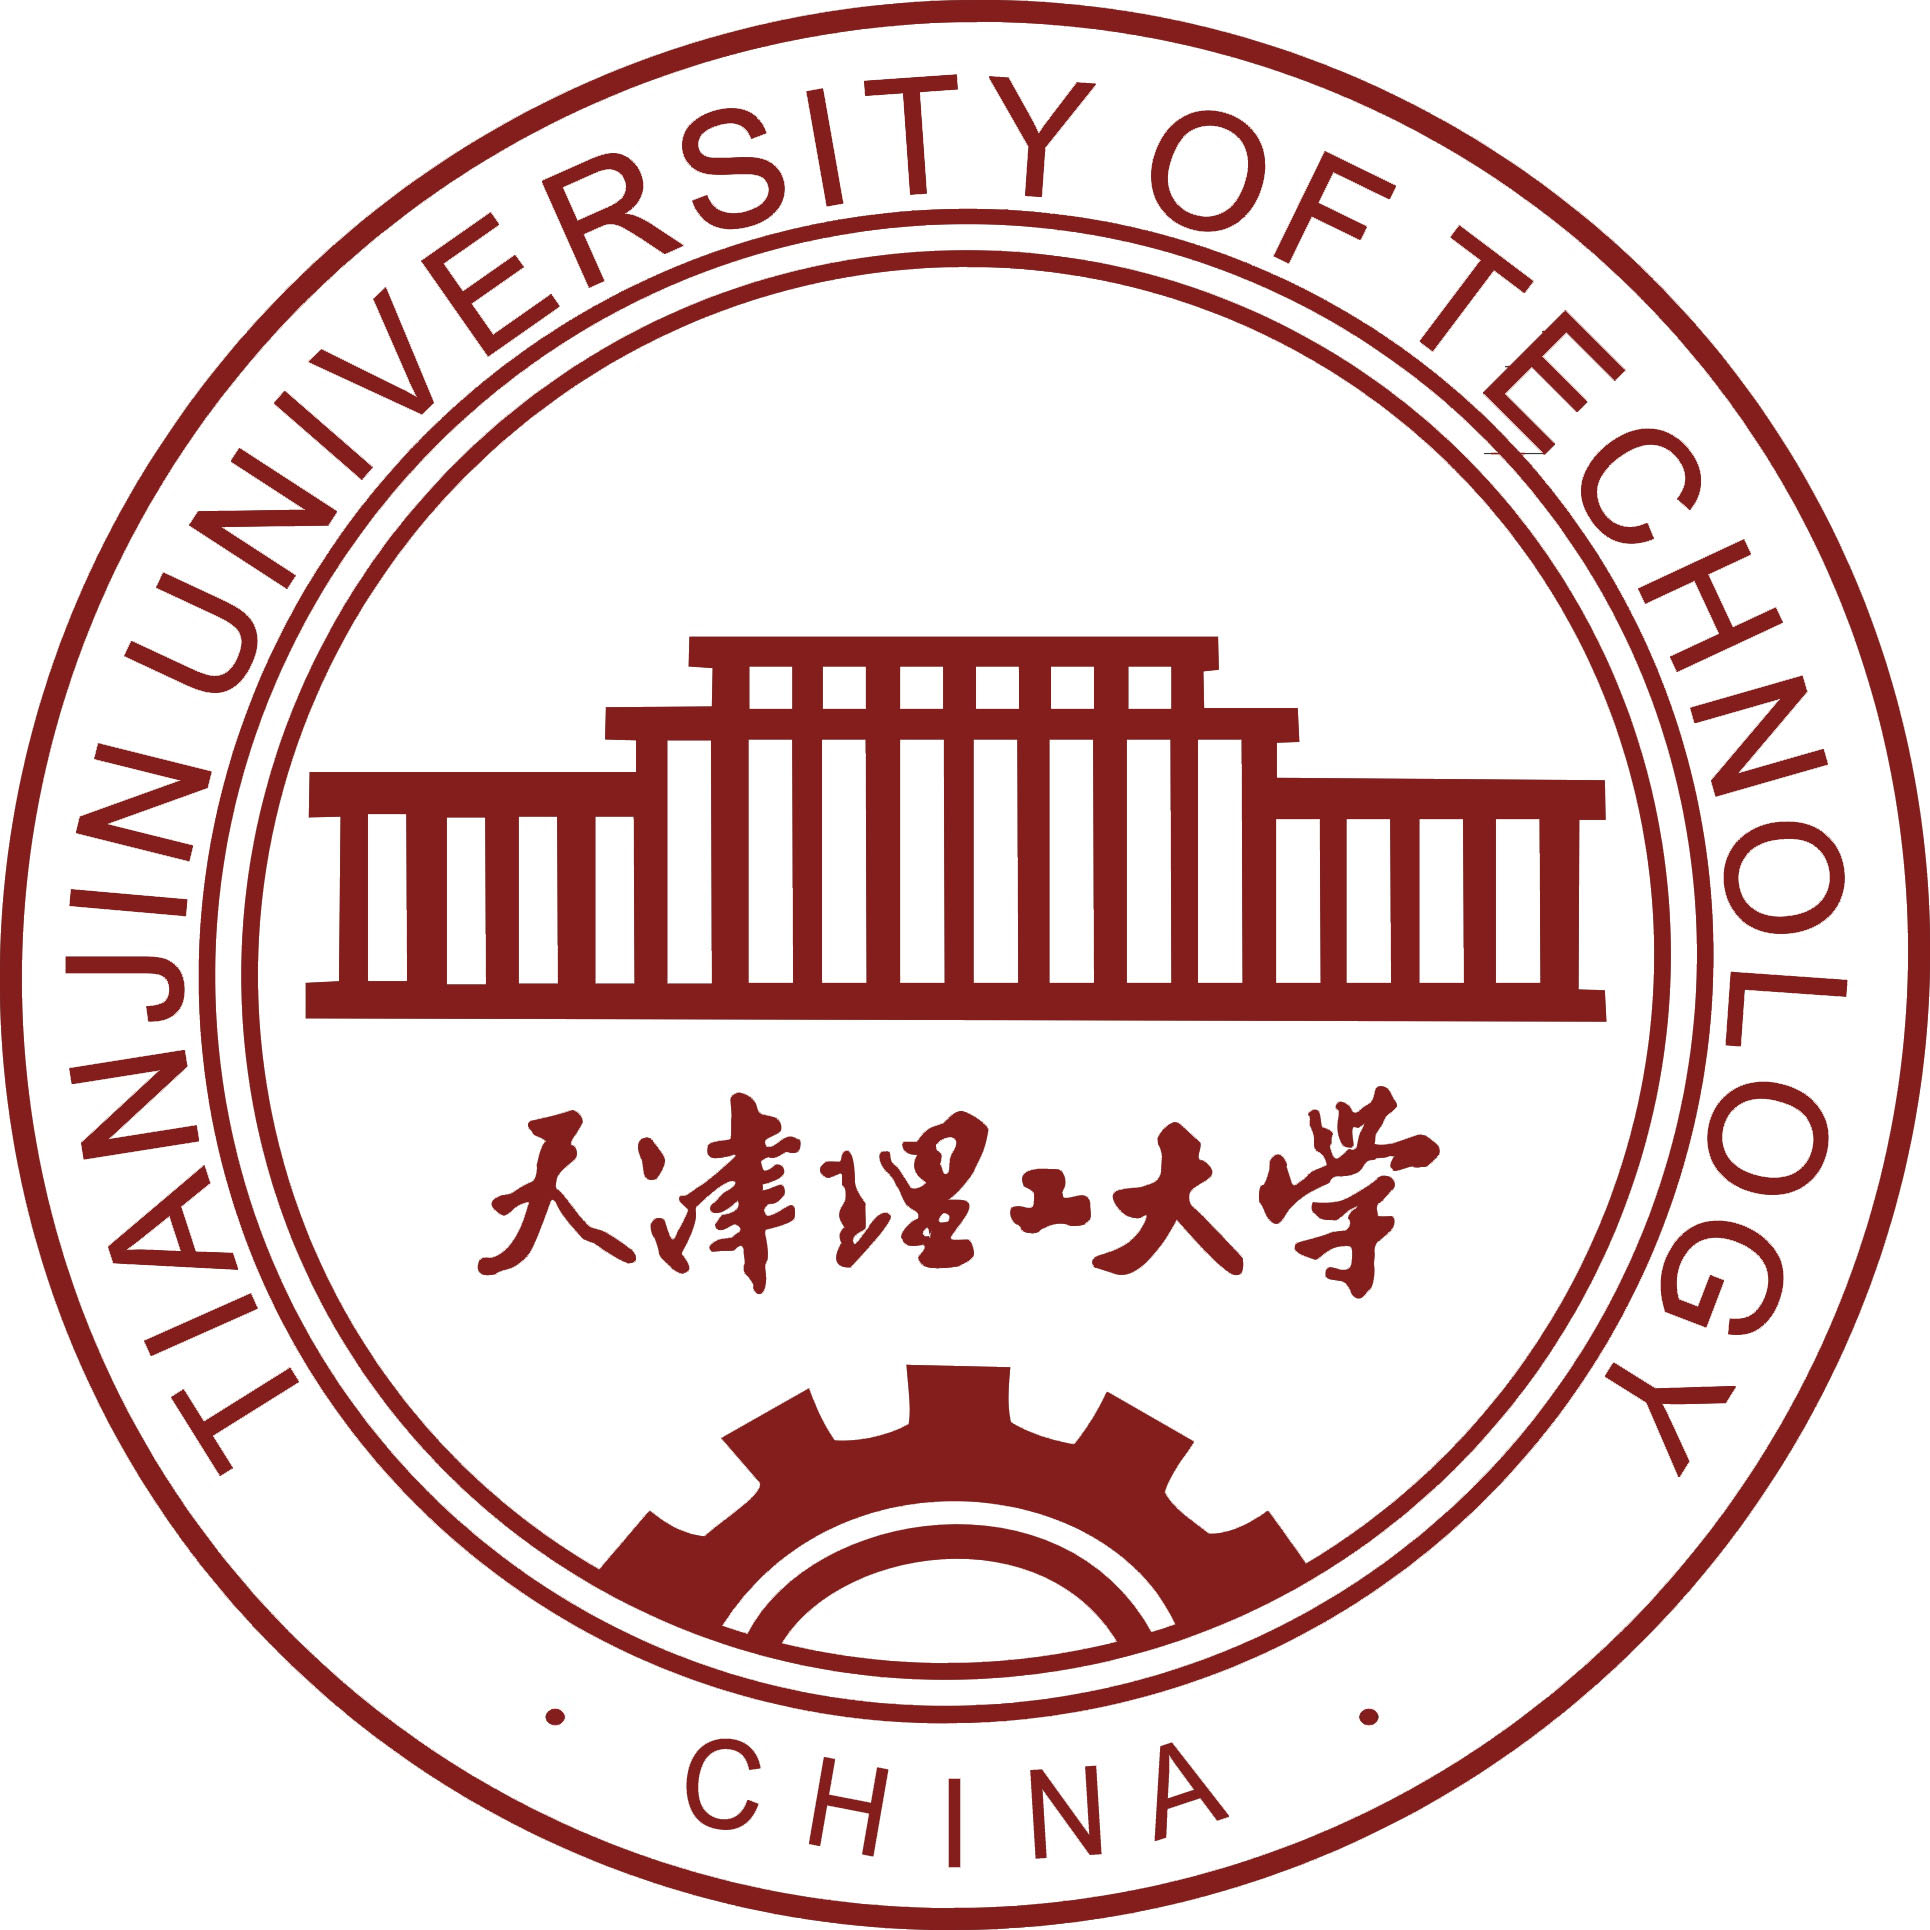 TIANJIN UNIVERSITY OF TECHNOLOGY
天津理工大学
· CHINA ·